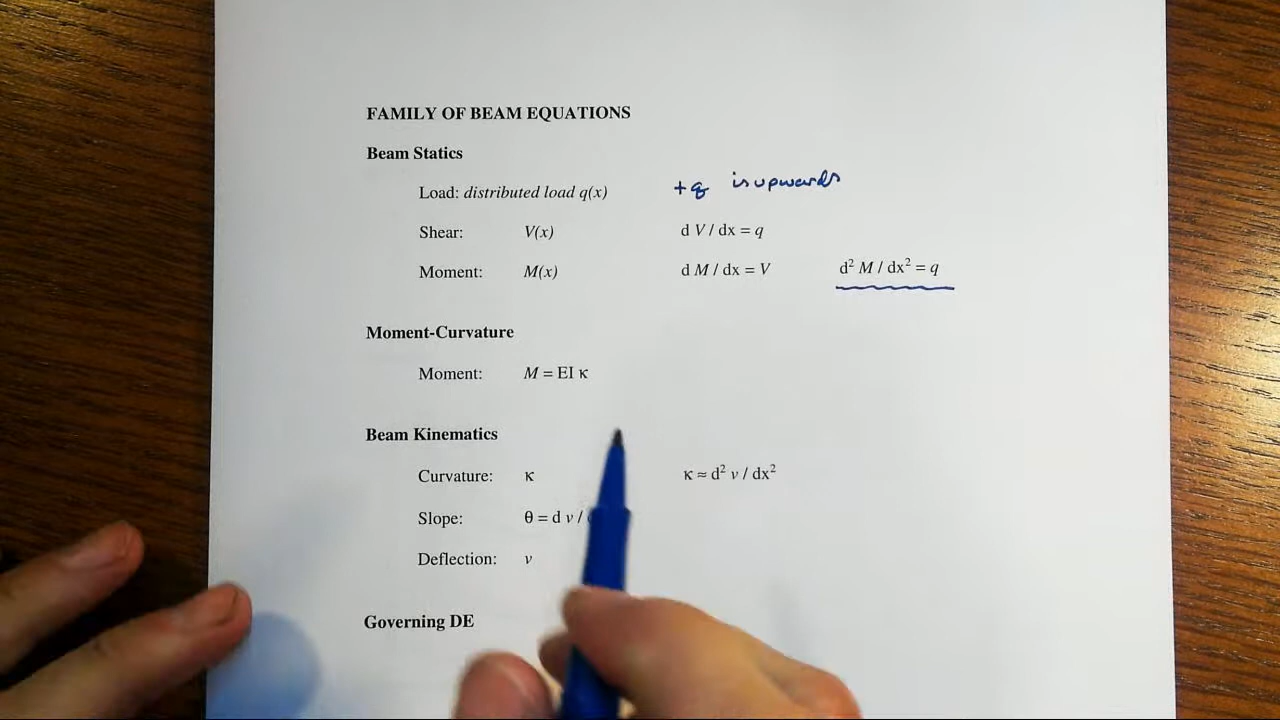 FAMILY OF BEAM EQUATIONS
Beam Statics
Load: distributed load q(x) +q is upwards
Shear: V(x) d V / dx = q
Moment: M(x) d M / dx = V d² M / dx² = q
Moment-Curvature
Moment: M = EI κ
Beam Kinematics
Curvature: κ κ ≈ d² v / dx²
Slope: θ = d v /
Deflection: v
Governing DE